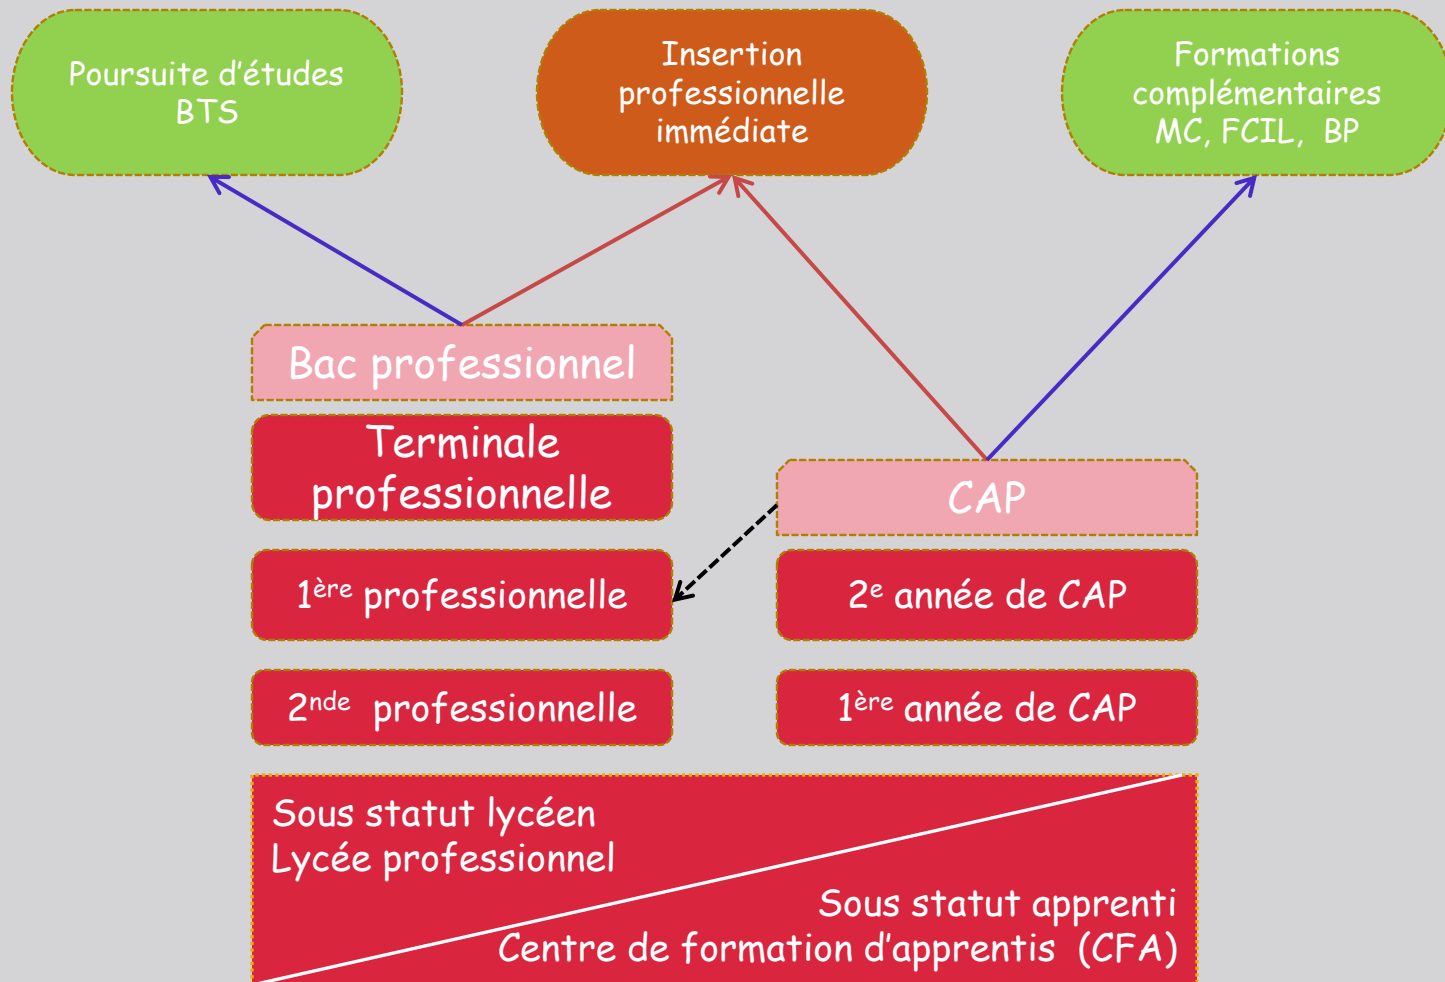 Poursuite d'études
BTS
Insertion
professionnelle
immédiate
Formations
complémentaires
MC, FCIL,  BP
Bac professionnel
Terminale
professionnelle
CAP
1ère professionnelle
2e année de CAP
2nde  professionnelle
1ère année de CAP
Sous statut lycéen
Lycée professionnel
Sous statut apprenti
Centre de formation d'apprentis  (CFA)